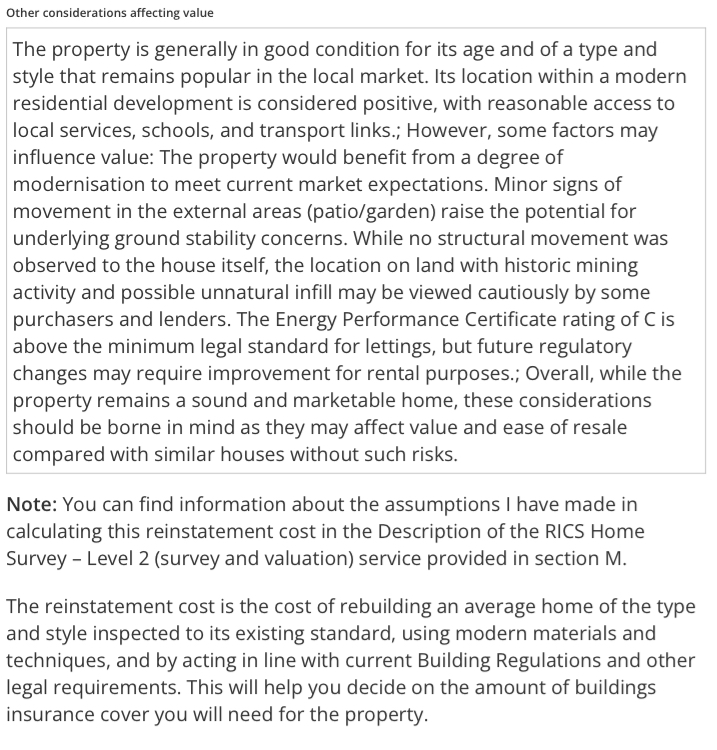 Other considerations affecting value
The property is generally in good condition for its age and of a type and
style that remains popular in the local market. Its location within a modern
residential development is considered positive, with reasonable access to
local services, schools, and transport links.; However, some factors may
influence value: The property would benefit from a degree of
modernisation to meet current market expectations. Minor signs of
movement in the external areas (patio/garden) raise the potential for
underlying ground stability concerns. While no structural movement was
observed to the house itself, the location on land with historic mining
activity and possible unnatural infill may be viewed cautiously by some
purchasers and lenders. The Energy Performance Certificate rating of C is
above the minimum legal standard for lettings, but future regulatory
changes may require improvement for rental purposes.; Overall, while the
property remains a sound and marketable home, these considerations
should be borne in mind as they may affect value and ease of resale
compared with similar houses without such risks.
Note: You can find information about the assumptions I have made in
calculating this reinstatement cost in the Description of the RICS Home
Survey – Level 2 (survey and valuation) service provided in section M.
The reinstatement cost is the cost of rebuilding an average home of the type
and style inspected to its existing standard, using modern materials and
techniques, and by acting in line with current Building Regulations and other
legal requirements. This will help you decide on the amount of buildings
insurance cover you will need for the property.